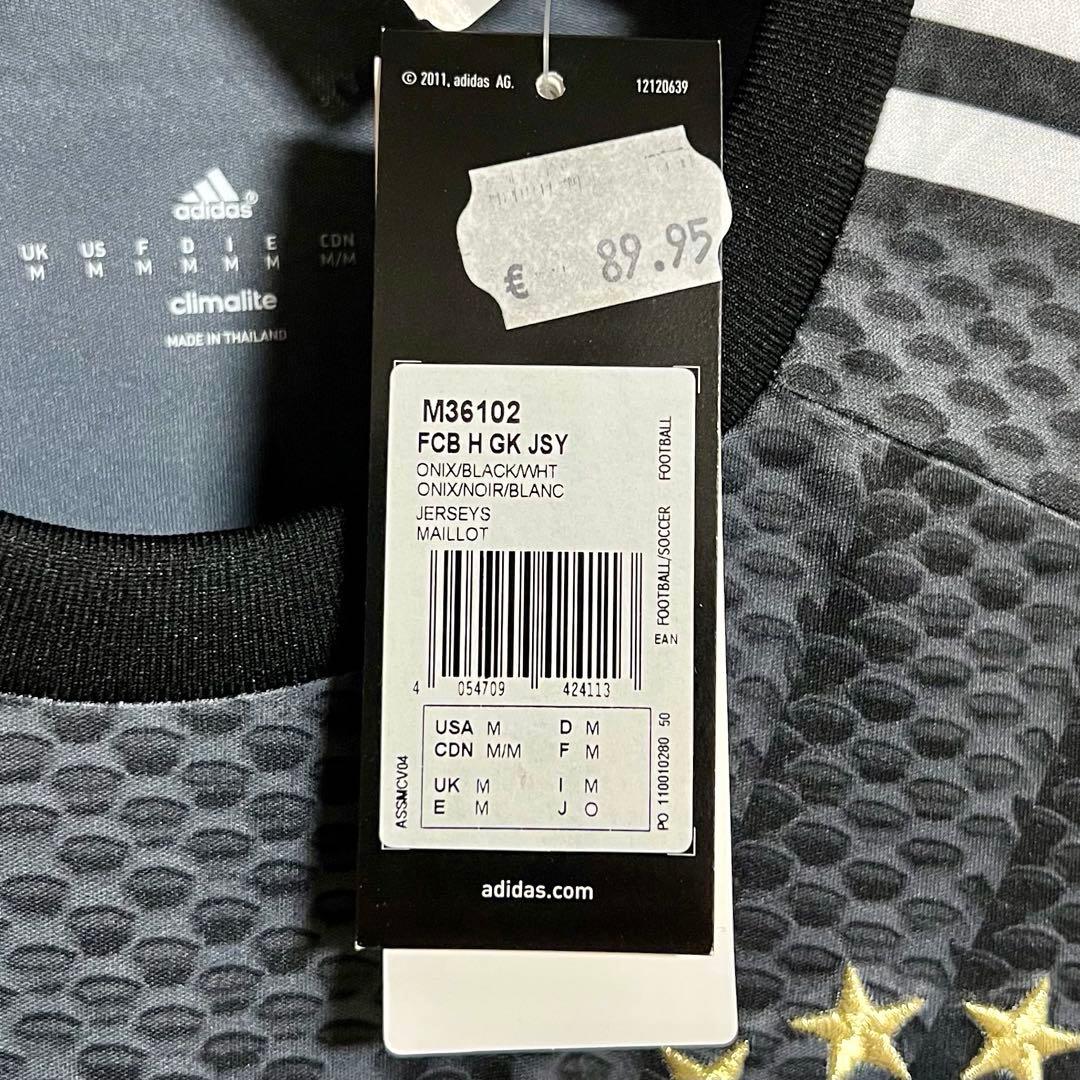 © 2011, adidas AG.
12120639
€ 89.95
adidas®
UK US F D I E CDN
M M M M M M M/M
climalite
MADE IN THAILAND
M36102
FCB H GK JSY
ONIX/BLACK/WHT
ONIX/NOIR/BLANC
JERSEYS
MAILLOT
FOOTBALL/SOCCER FOOTBALL
EAN
4 054709 424113
USA M D M
CDN M/M F M
UK M I M
E M J O
ASSMCV04
PO 110010280 50
adidas.com